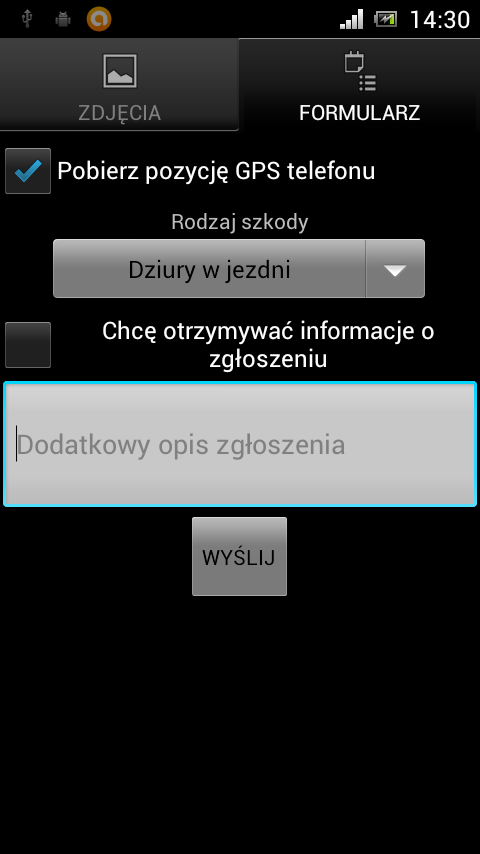 14:30
ZDJĘCIA
FORMULARZ
Pobierz pozycję GPS telefonu
Rodzaj szkody
Dziury w jezdni
Chcę otrzymywać informacje o
zgłoszeniu
Dodatkowy opis zgłoszenia
WYŚLIJ